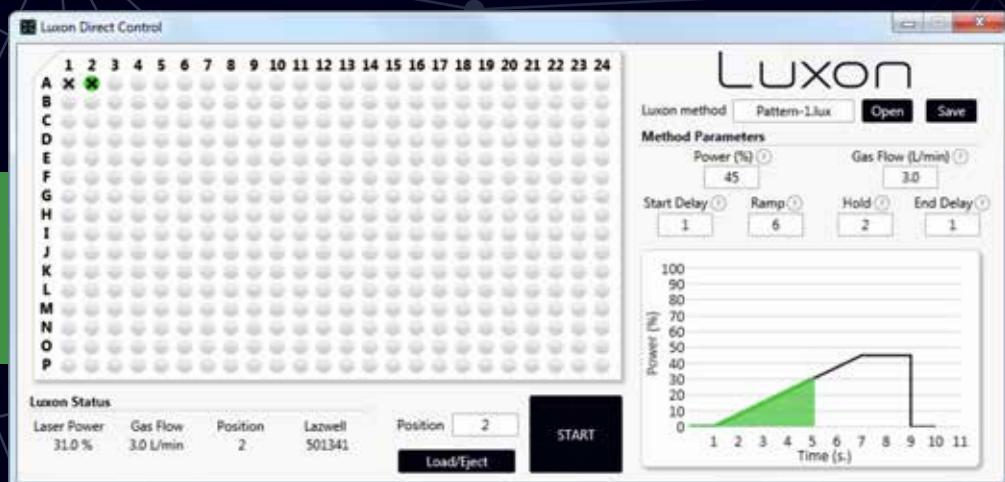 Luxon Direct Control
1 2 3 4 5 6 7 8 9 10 11 12 13 14 15 16 17 18 19 20 21 22 23 24
A
B
C
D
E
F
G
H
I
J
K
L
M
N
O
P
Luxon Status
Laser Power Gas Flow Position Lazwell
31.0 % 3.0 L/min 2 501341
Position 2
Load/Eject
START
Luxon
Luxon method Pattern-1.lux Open Save
Method Parameters
Power (%) Gas Flow (L/min)
45 3.0
Start Delay Ramp Hold End Delay
1 6 2 1
Power (%)
100
90
80
70
60
50
40
30
20
10
0
1 2 3 4 5 6 7 8 9 10 11
Time (s.)